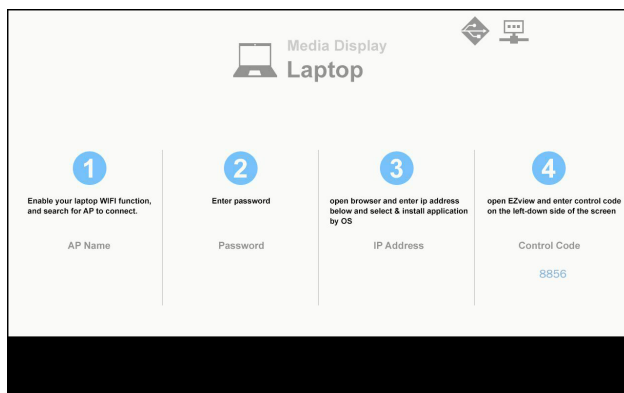 Media Display
Laptop
1
Enable your laptop WIFI function,
and search for AP to connect.
AP Name
2
Enter password
Password
3
open browser and enter ip address
below and select & install application
by OS
IP Address
4
open EZview and enter control code
on the left-down side of the screen
Control Code
8856